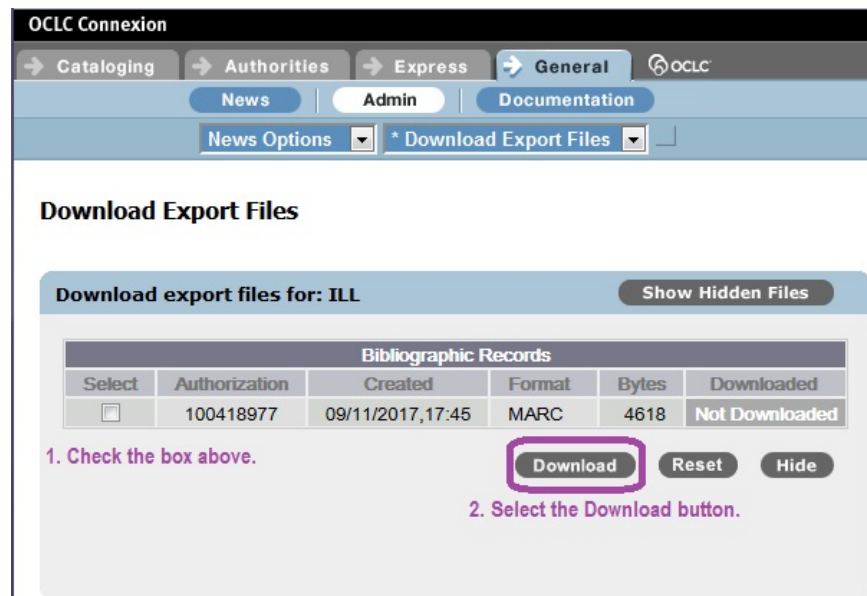 OCLC Connexion
Cataloging Authorities Express General OCLC
News Admin Documentation
News Options * Download Export Files
Download Export Files
Download export files for: ILL Show Hidden Files
Bibliographic Records
Select Authorization Created Format Bytes Downloaded
100418977 09/11/2017,17:45 MARC 4618 Not Downloaded
1. Check the box above.
Download Reset Hide
2. Select the Download button.